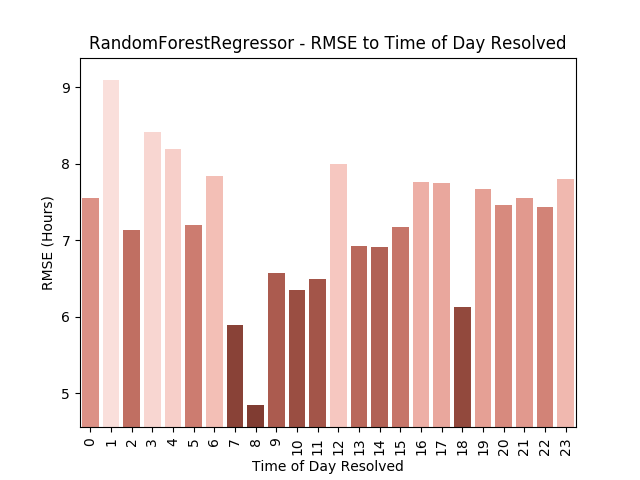 RandomForestRegressor - RMSE to Time of Day Resolved
9
8
7
6
5
RMSE (Hours)
0 1 2 3 4 5 6 7 8 9 10 11 12 13 14 15 16 17 18 19 20 21 22 23
Time of Day Resolved